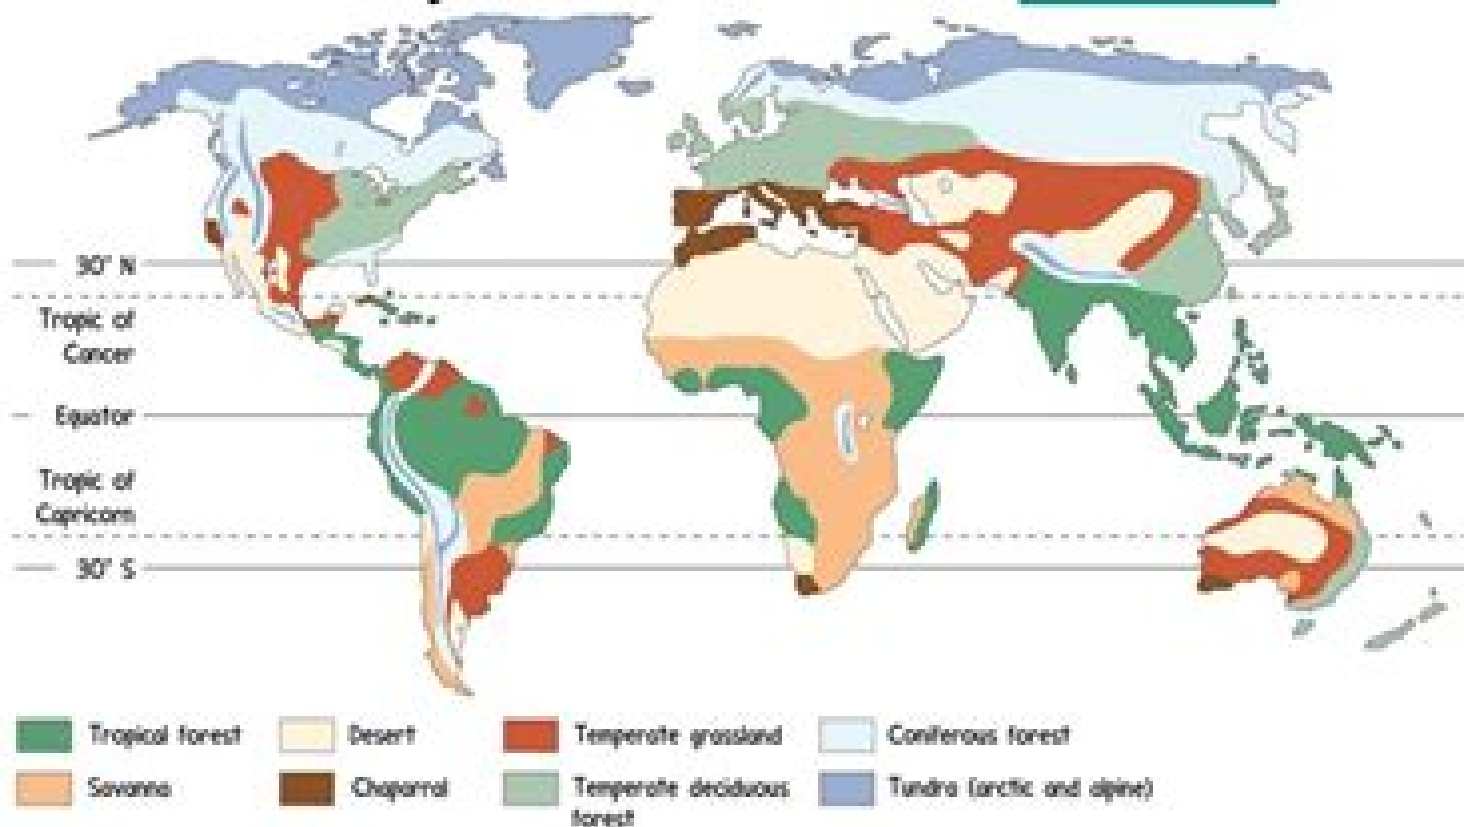 30° N
Tropic of
Cancer
Equator
Tropic of
Capricorn
30° S
Tropical forest
Desert
Temperate grassland
Coniferous forest
Savanna
Chaparral
Temperate deciduous
forest
Tundra (arctic and alpine)